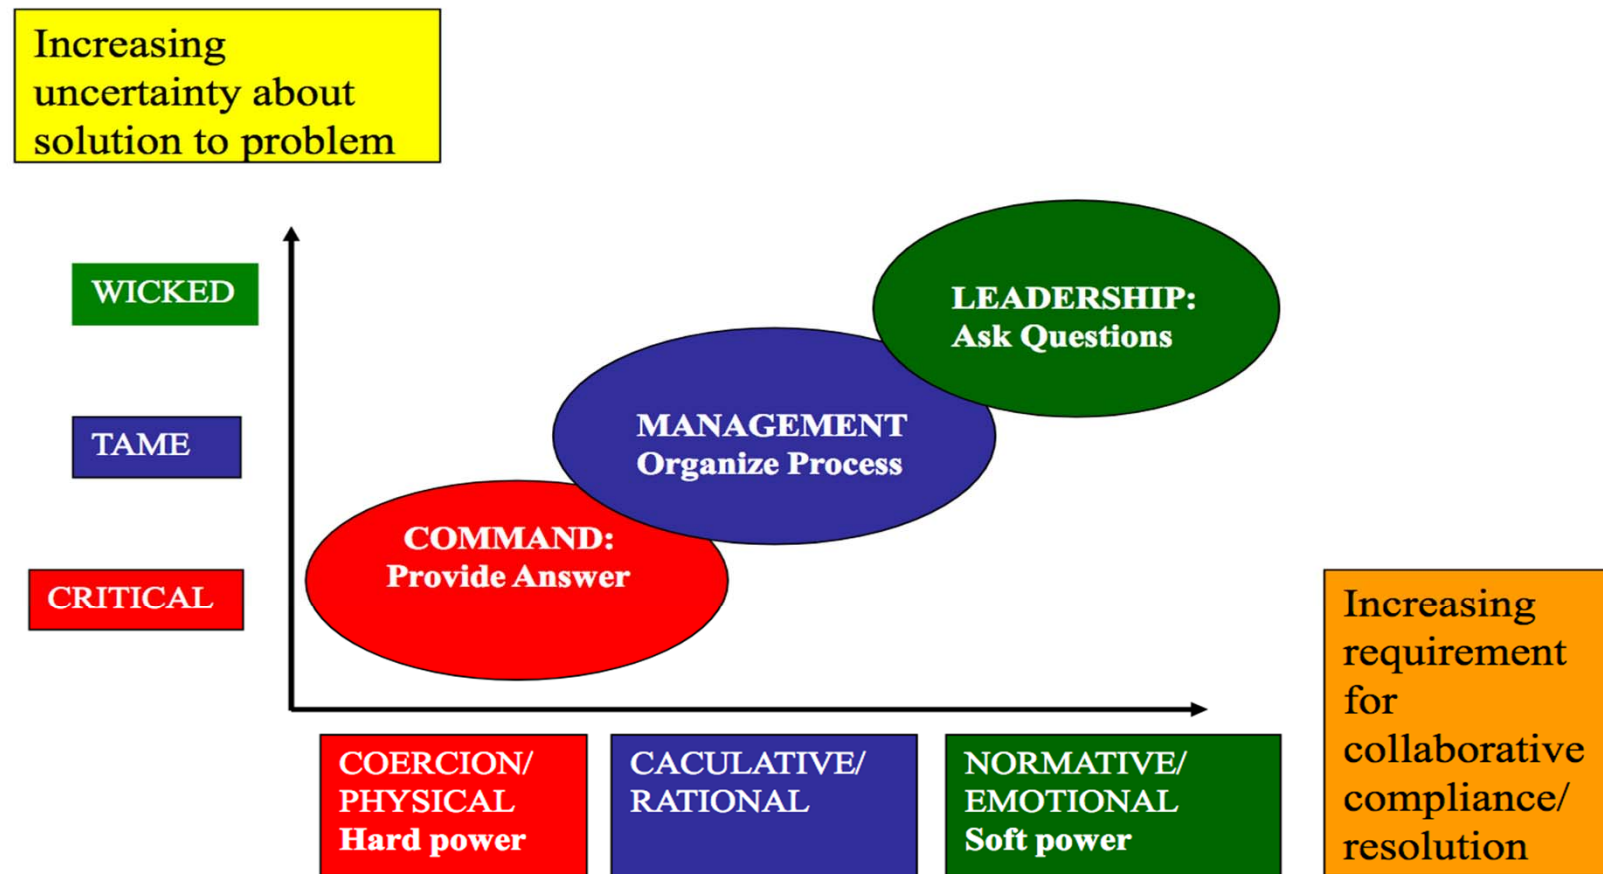 Increasing
uncertainty about
solution to problem
WICKED
LEADERSHIP:
Ask Questions
TAME
MANAGEMENT
Organize Process
COMMAND:
Provide Answer
CRITICAL
Increasing
requirement
for
collaborative
compliance/
resolution
COERCION/
PHYSICAL
Hard power
CACULATIVE/
RATIONAL
NORMATIVE/
EMOTIONAL
Soft power